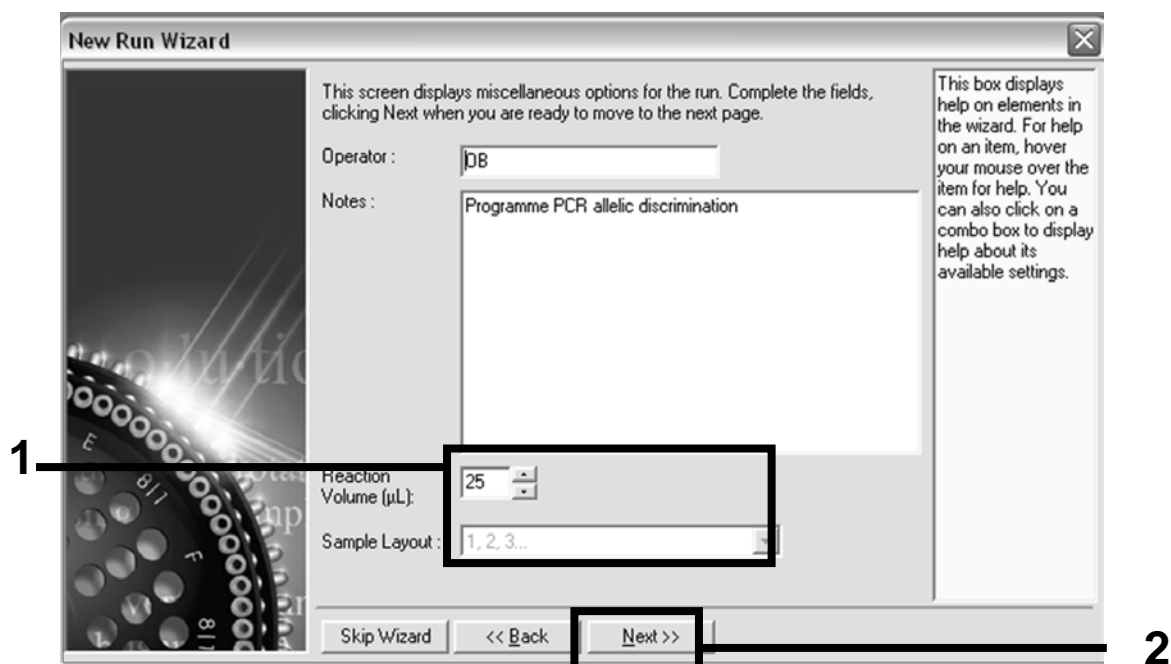 New Run Wizard
This screen displays miscellaneous options for the run. Complete the fields,
clicking Next when you are ready to move to the next page.
Operator :
DB
Notes :
Programme PCR allelic discrimination
Reaction
Volume (µL):
25
Sample Layout :
1, 2, 3...
Skip Wizard
<< Back
Next >>
This box displays
help on elements in
the wizard. For help
on an item, hover
your mouse over the
item for help. You
can also click on a
combo box to display
help about its
available settings.
1
2
E
8/1
F
8/1